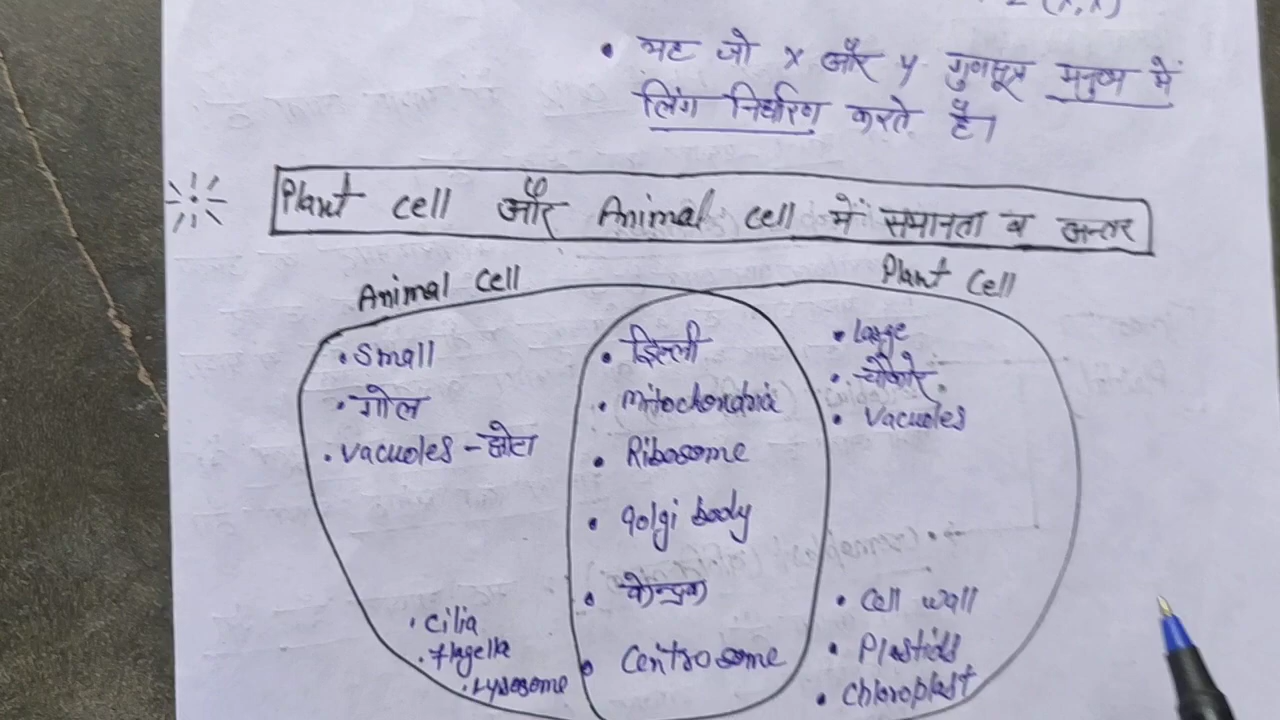 • यह जो x और y गुणसूत्र मनुष्य में
लिंग निर्धारण करते है।
Plant cell और Animal cell में समानता व अन्तर
Animal Cell
• Small
• गोल
• Vacuoles - छोटा
• Cilia
• flagella
• Lysosome
• झिल्ली
• Mitochondria
• Ribosome
• Golgi body
• केन्द्रक
• Centrosome
Plant Cell
• Large
• चौकोर
• Vacuoles
• Cell wall
• Plastids
• Chloroplast